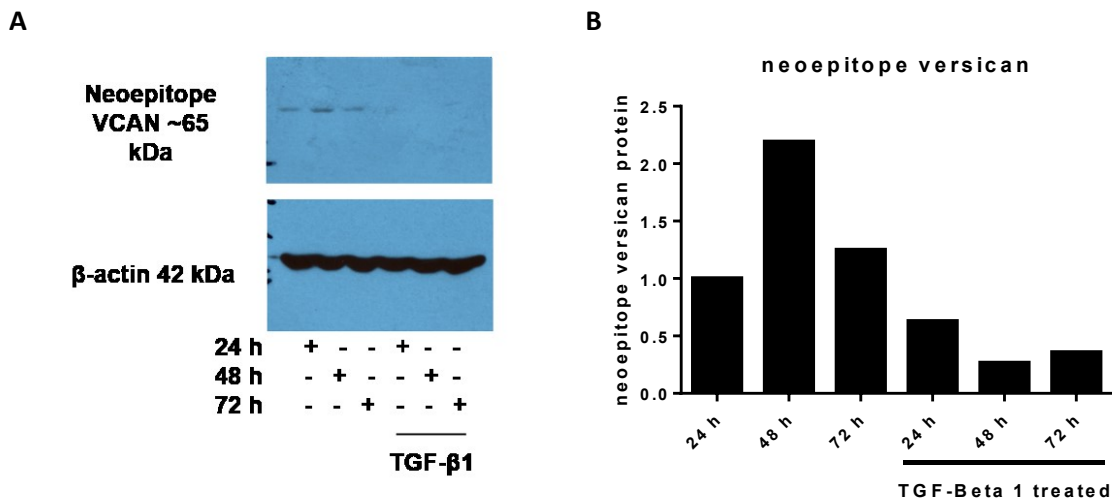 A
Neoepitope
VCAN ~65
kDa
β-actin 42 kDa
24 h + - - + - -
48 h - + - - + -
72 h - - + - - +
TGF-β1
B
neoepitope versican
neoepitope versican protein
2.5
2.0
1.5
1.0
0.5
0.0
24 h
48 h
72 h
24 h
48 h
72 h
TGF-Beta 1 treated